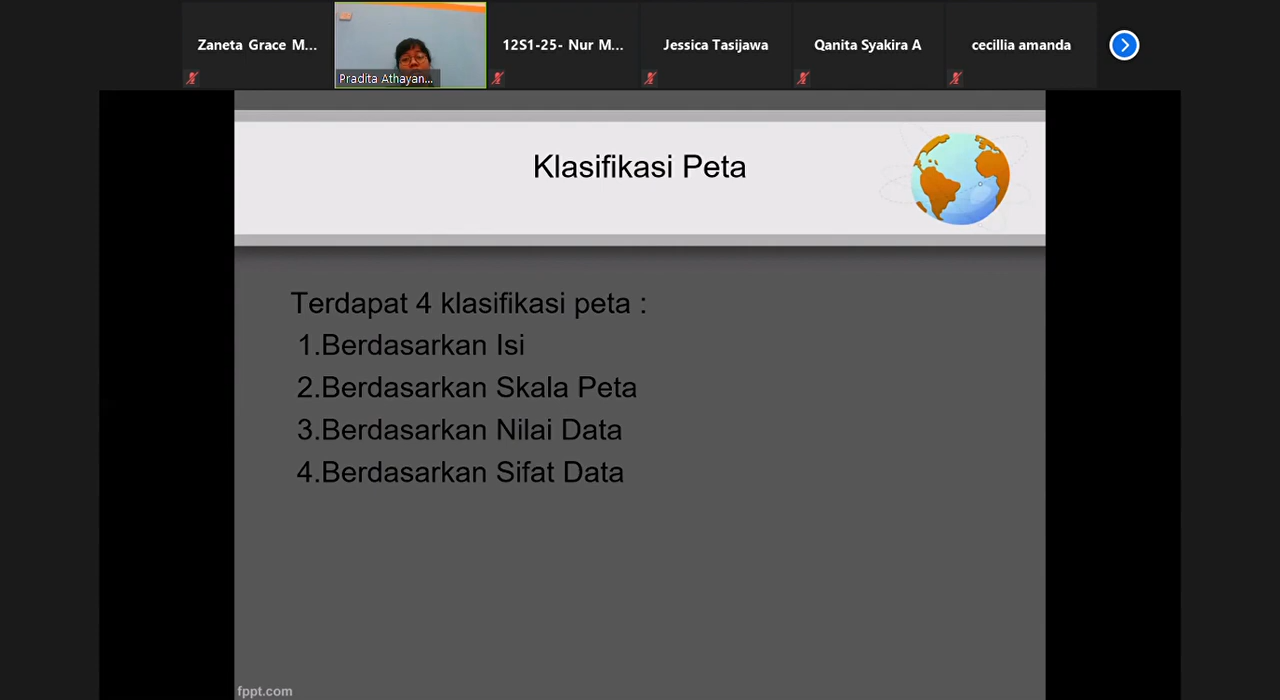 Zaneta Grace M...
Pradita Athayan...
12S1-25- Nur M...
Jessica Tasijawa
Qanita Syakira A
cecillia amanda
Klasifikasi Peta
Terdapat 4 klasifikasi peta :
1.Berdasarkan Isi
2.Berdasarkan Skala Peta
3.Berdasarkan Nilai Data
4.Berdasarkan Sifat Data
fppt.com